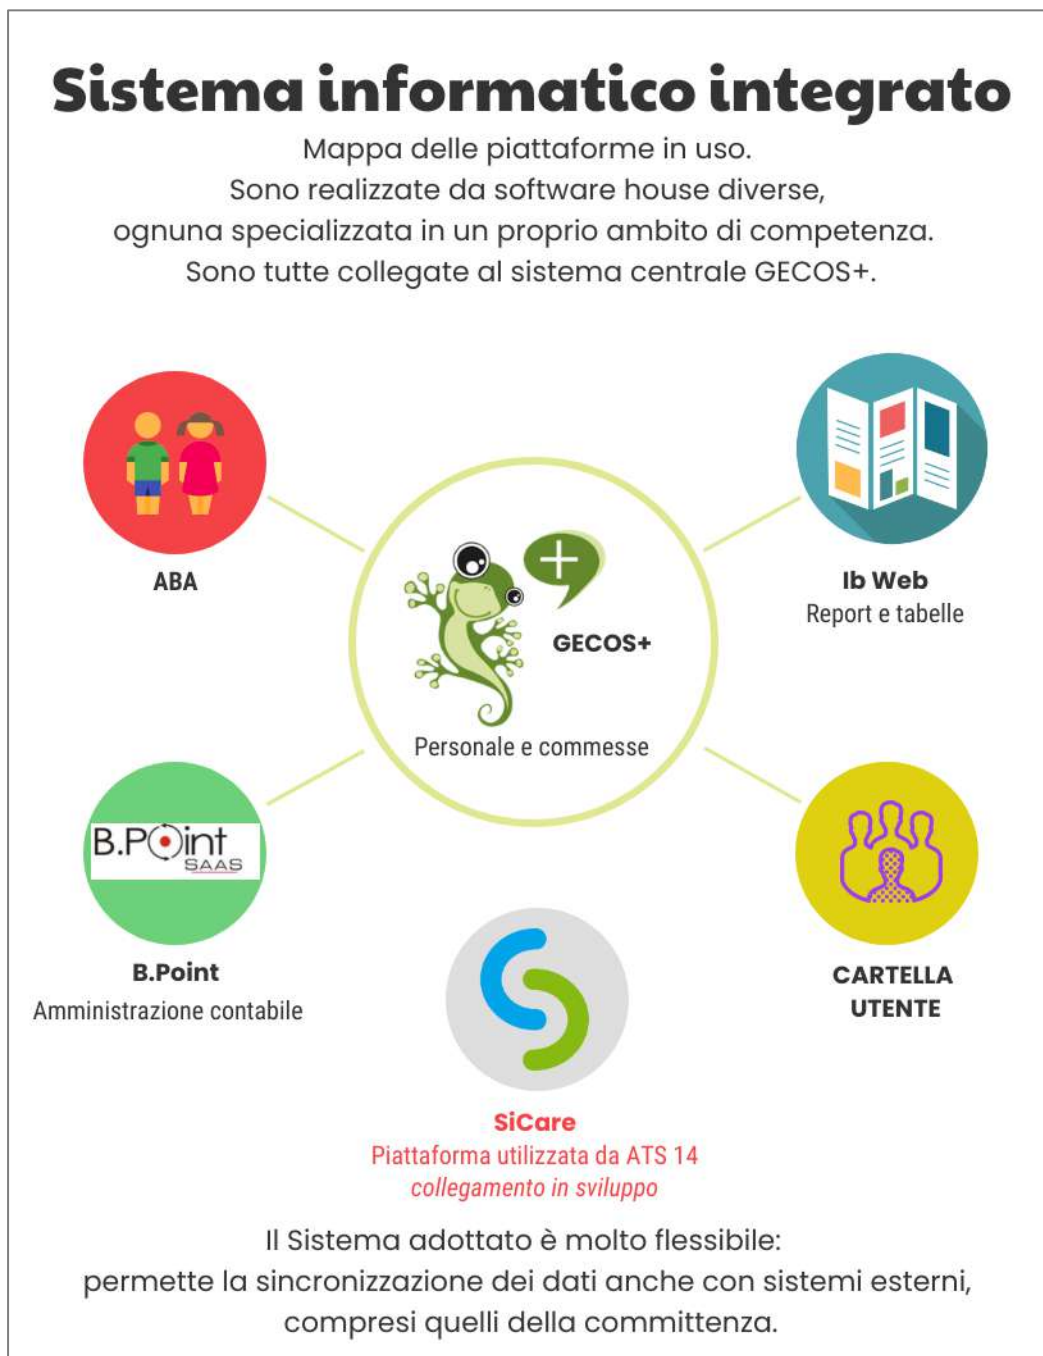 Sistema informatico integrato
Mappa delle piattaforme in uso.
Sono realizzate da software house diverse,
ognuna specializzata in un proprio ambito di competenza.
Sono tutte collegate al sistema centrale GECOS+.
ABA
Ib Web
Report e tabelle
GECOS+
Personale e commesse
B.Point
SAAS
B.Point
Amministrazione contabile
CARTELLA
UTENTE
SiCare
Piattaforma utilizzata da ATS 14
collegamento in sviluppo
Il Sistema adottato è molto flessibile:
permette la sincronizzazione dei dati anche con sistemi esterni,
compresi quelli della committenza.